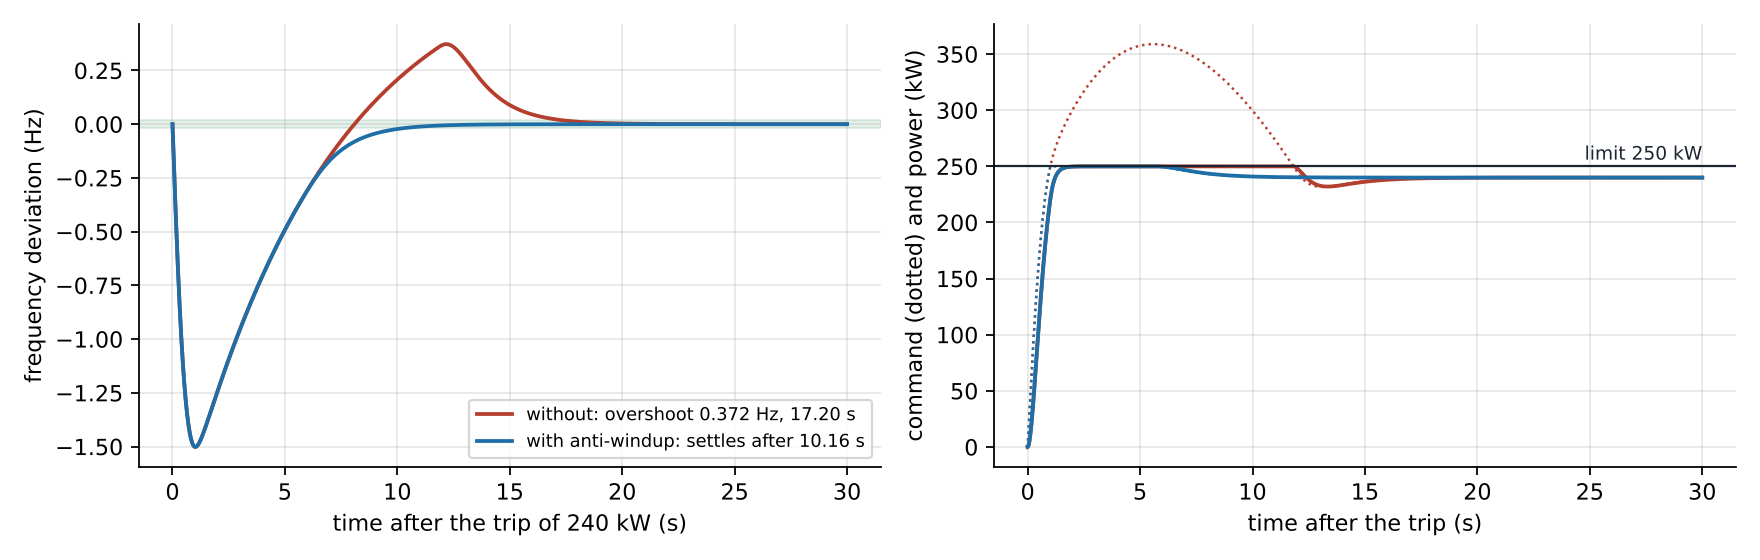 frequency deviation (Hz)
0.25
0.00
−0.25
−0.50
−0.75
−1.00
−1.25
−1.50
without: overshoot 0.372 Hz, 17.20 s
with anti-windup: settles after 10.16 s
0 5 10 15 20 25 30
time after the trip of 240 kW (s)
command (dotted) and power (kW)
350
300
250
200
150
100
50
0
limit 250 kW
0 5 10 15 20 25 30
time after the trip (s)